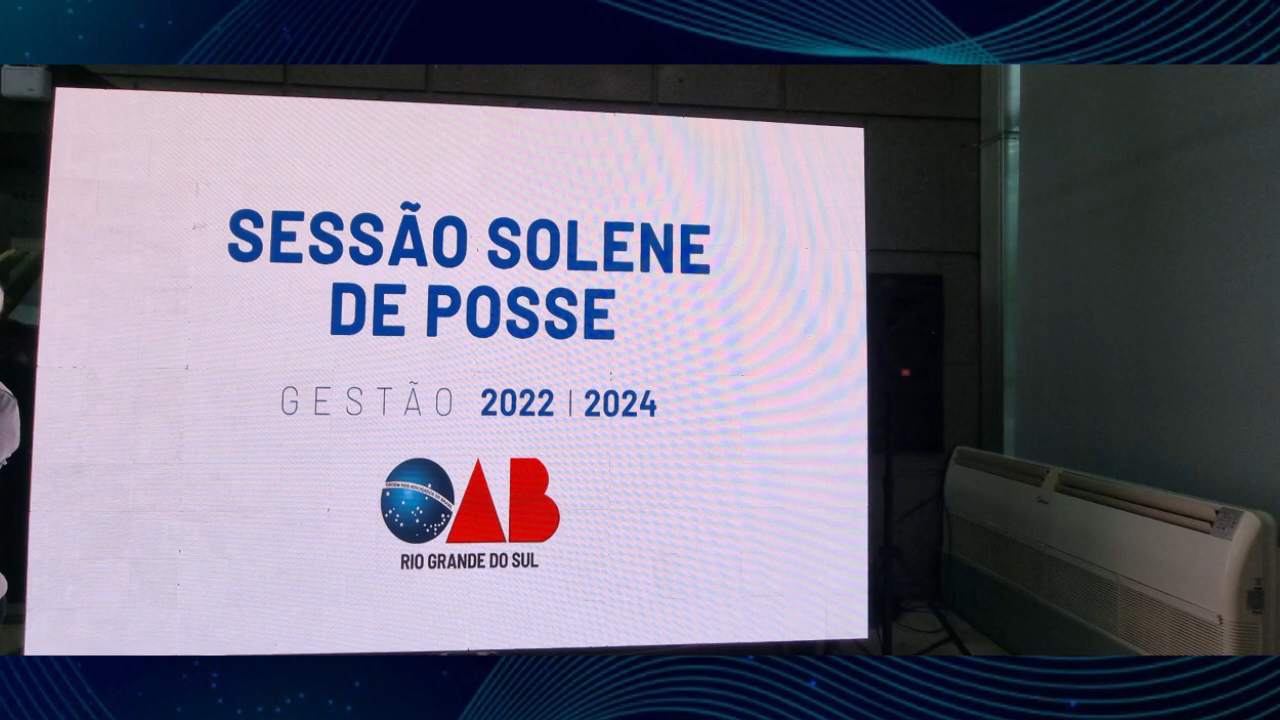 SESSÃO SOLENE
DE POSSE
GESTÃO 2022 | 2024
OAB
RIO GRANDE DO SUL